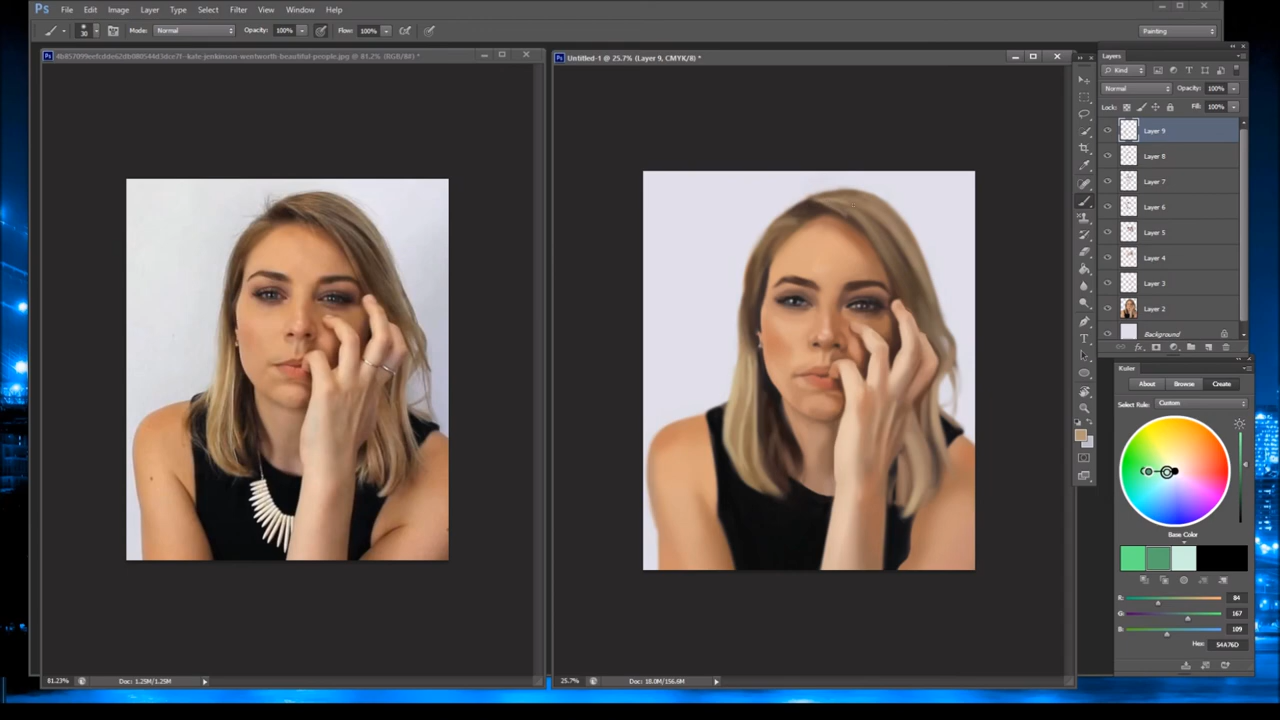 Ps File Edit Image Layer Type Select Filter View Window Help
30 Mode: Normal Opacity: 100% Flow: 100% Painting
Untitled-1 @ 25.7% (Layer 9, CMYK/8) *
Layers
Kind
Normal Opacity: 100%
Lock: Fill: 100%
Layer 9
Layer 8
Layer 7
Layer 6
Layer 5
Layer 4
Layer 3
Layer 2
Background
Kuler
About Browse Create
Select Rule: Custom
Base Color
R: 84
G: 167
B: 109
Hex: 54A76D
81.23% Doc: 1.25M/1.25M
25.7% Doc: 18.0M/156.6M